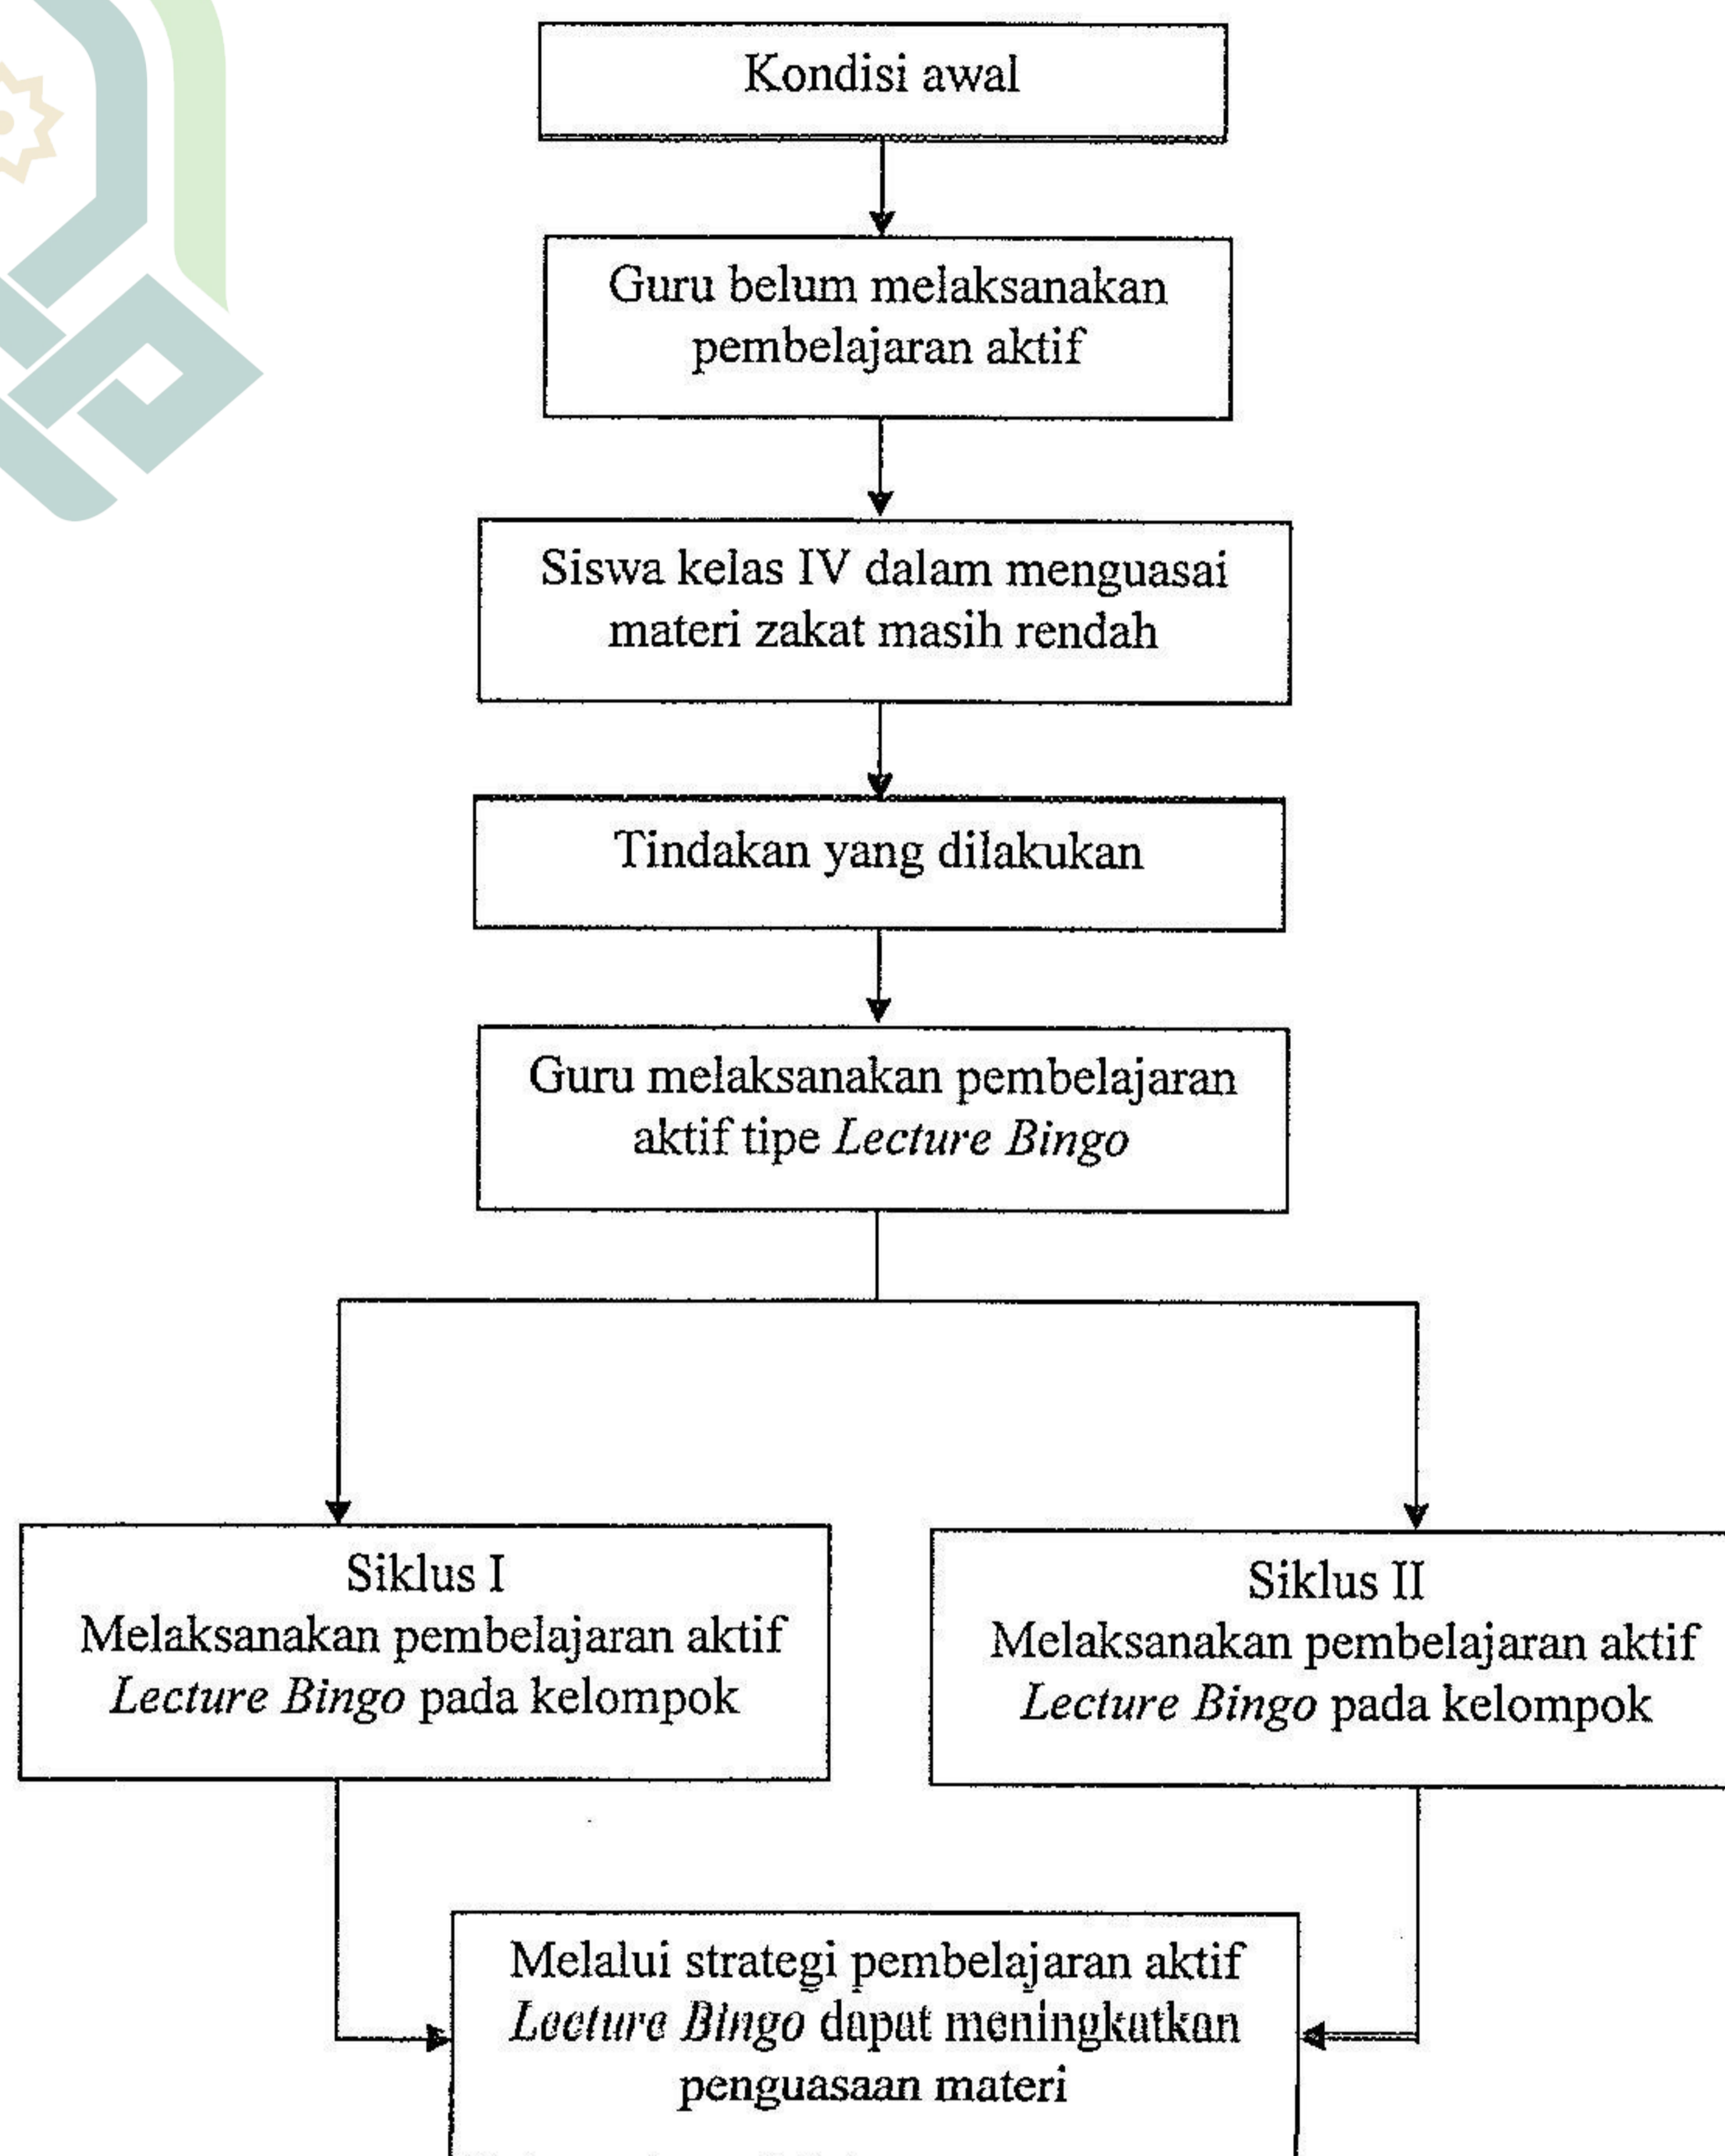 Kondisi awal
Guru belum melaksanakan
pembelajaran aktif
Siswa kelas IV dalam menguasai
materi zakat masih rendah
Tindakan yang dilakukan
Guru melaksanakan pembelajaran
aktif tipe Lecture Bingo
Siklus I
Melaksanakan pembelajaran aktif
Lecture Bingo pada kelompok
Siklus II
Melaksanakan pembelajaran aktif
Lecture Bingo pada kelompok
Melalui strategi pembelajaran aktif
Lecture Bingo dapat meningkatkan
penguasaan materi